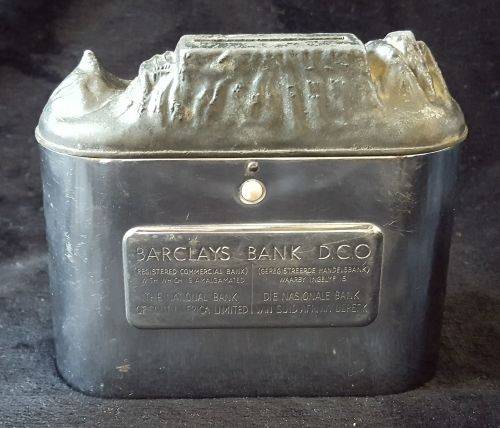 BARCLAYS BANK D.C.O
(REGISTERED COMMERCIAL BANK) (GEREGISTREERDE HANDELSBANK)
WITH WHICH IS AMALGAMATED WAARBY INGELYF IS
THE NATIONAL BANK DIE NASIONALE BANK
OF SOUTH AFRICA LIMITED VAN SUID-AFRIKA BEPERK